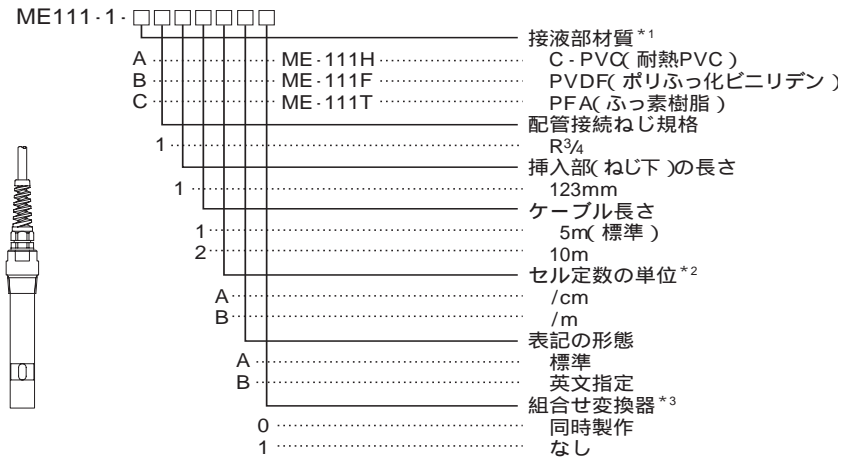 ME111-1-□□□□□□□
接液部材質*1
A ME-111H C-PVC(耐熱PVC)
B ME-111F PVDF(ポリふっ化ビニリデン)
C ME-111T PFA(ふっ素樹脂)
配管接続ねじ規格
1 R3/4
挿入部(ねじ下)の長さ
1 123mm
ケーブル長さ
1 5m(標準)
2 10m
セル定数の単位*2
A /cm
B /m
表記の形態
A 標準
B 英文指定
組合せ変換器*3
0 同時製作
1 なし